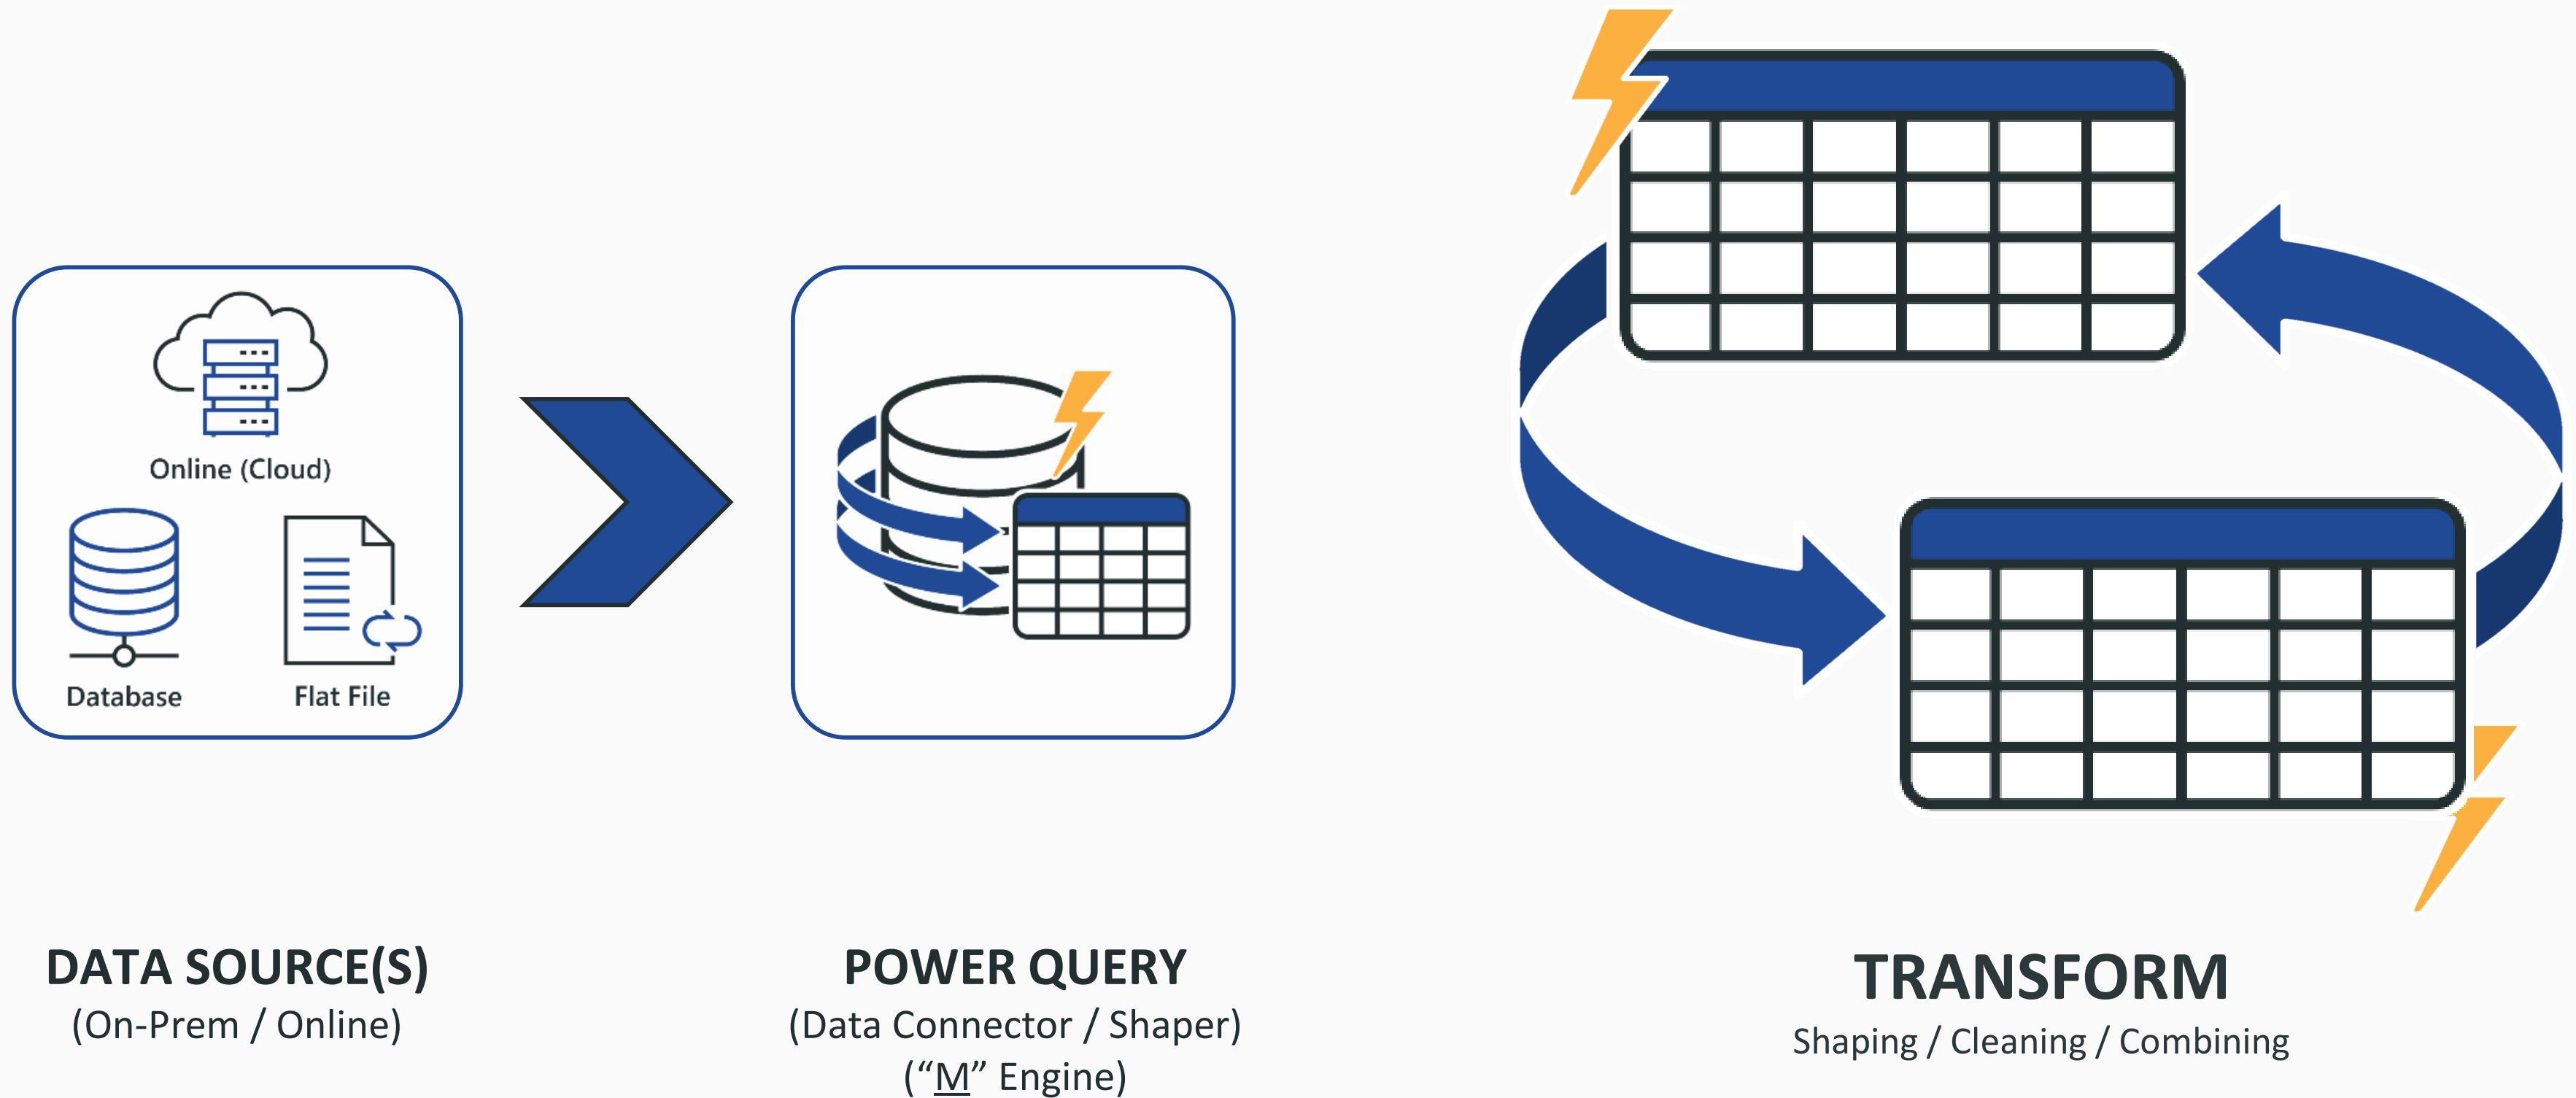 Online (Cloud)
Database
Flat File
DATA SOURCE(S)
(On-Prem / Online)
POWER QUERY
(Data Connector / Shaper)
(“M” Engine)
TRANSFORM
Shaping / Cleaning / Combining